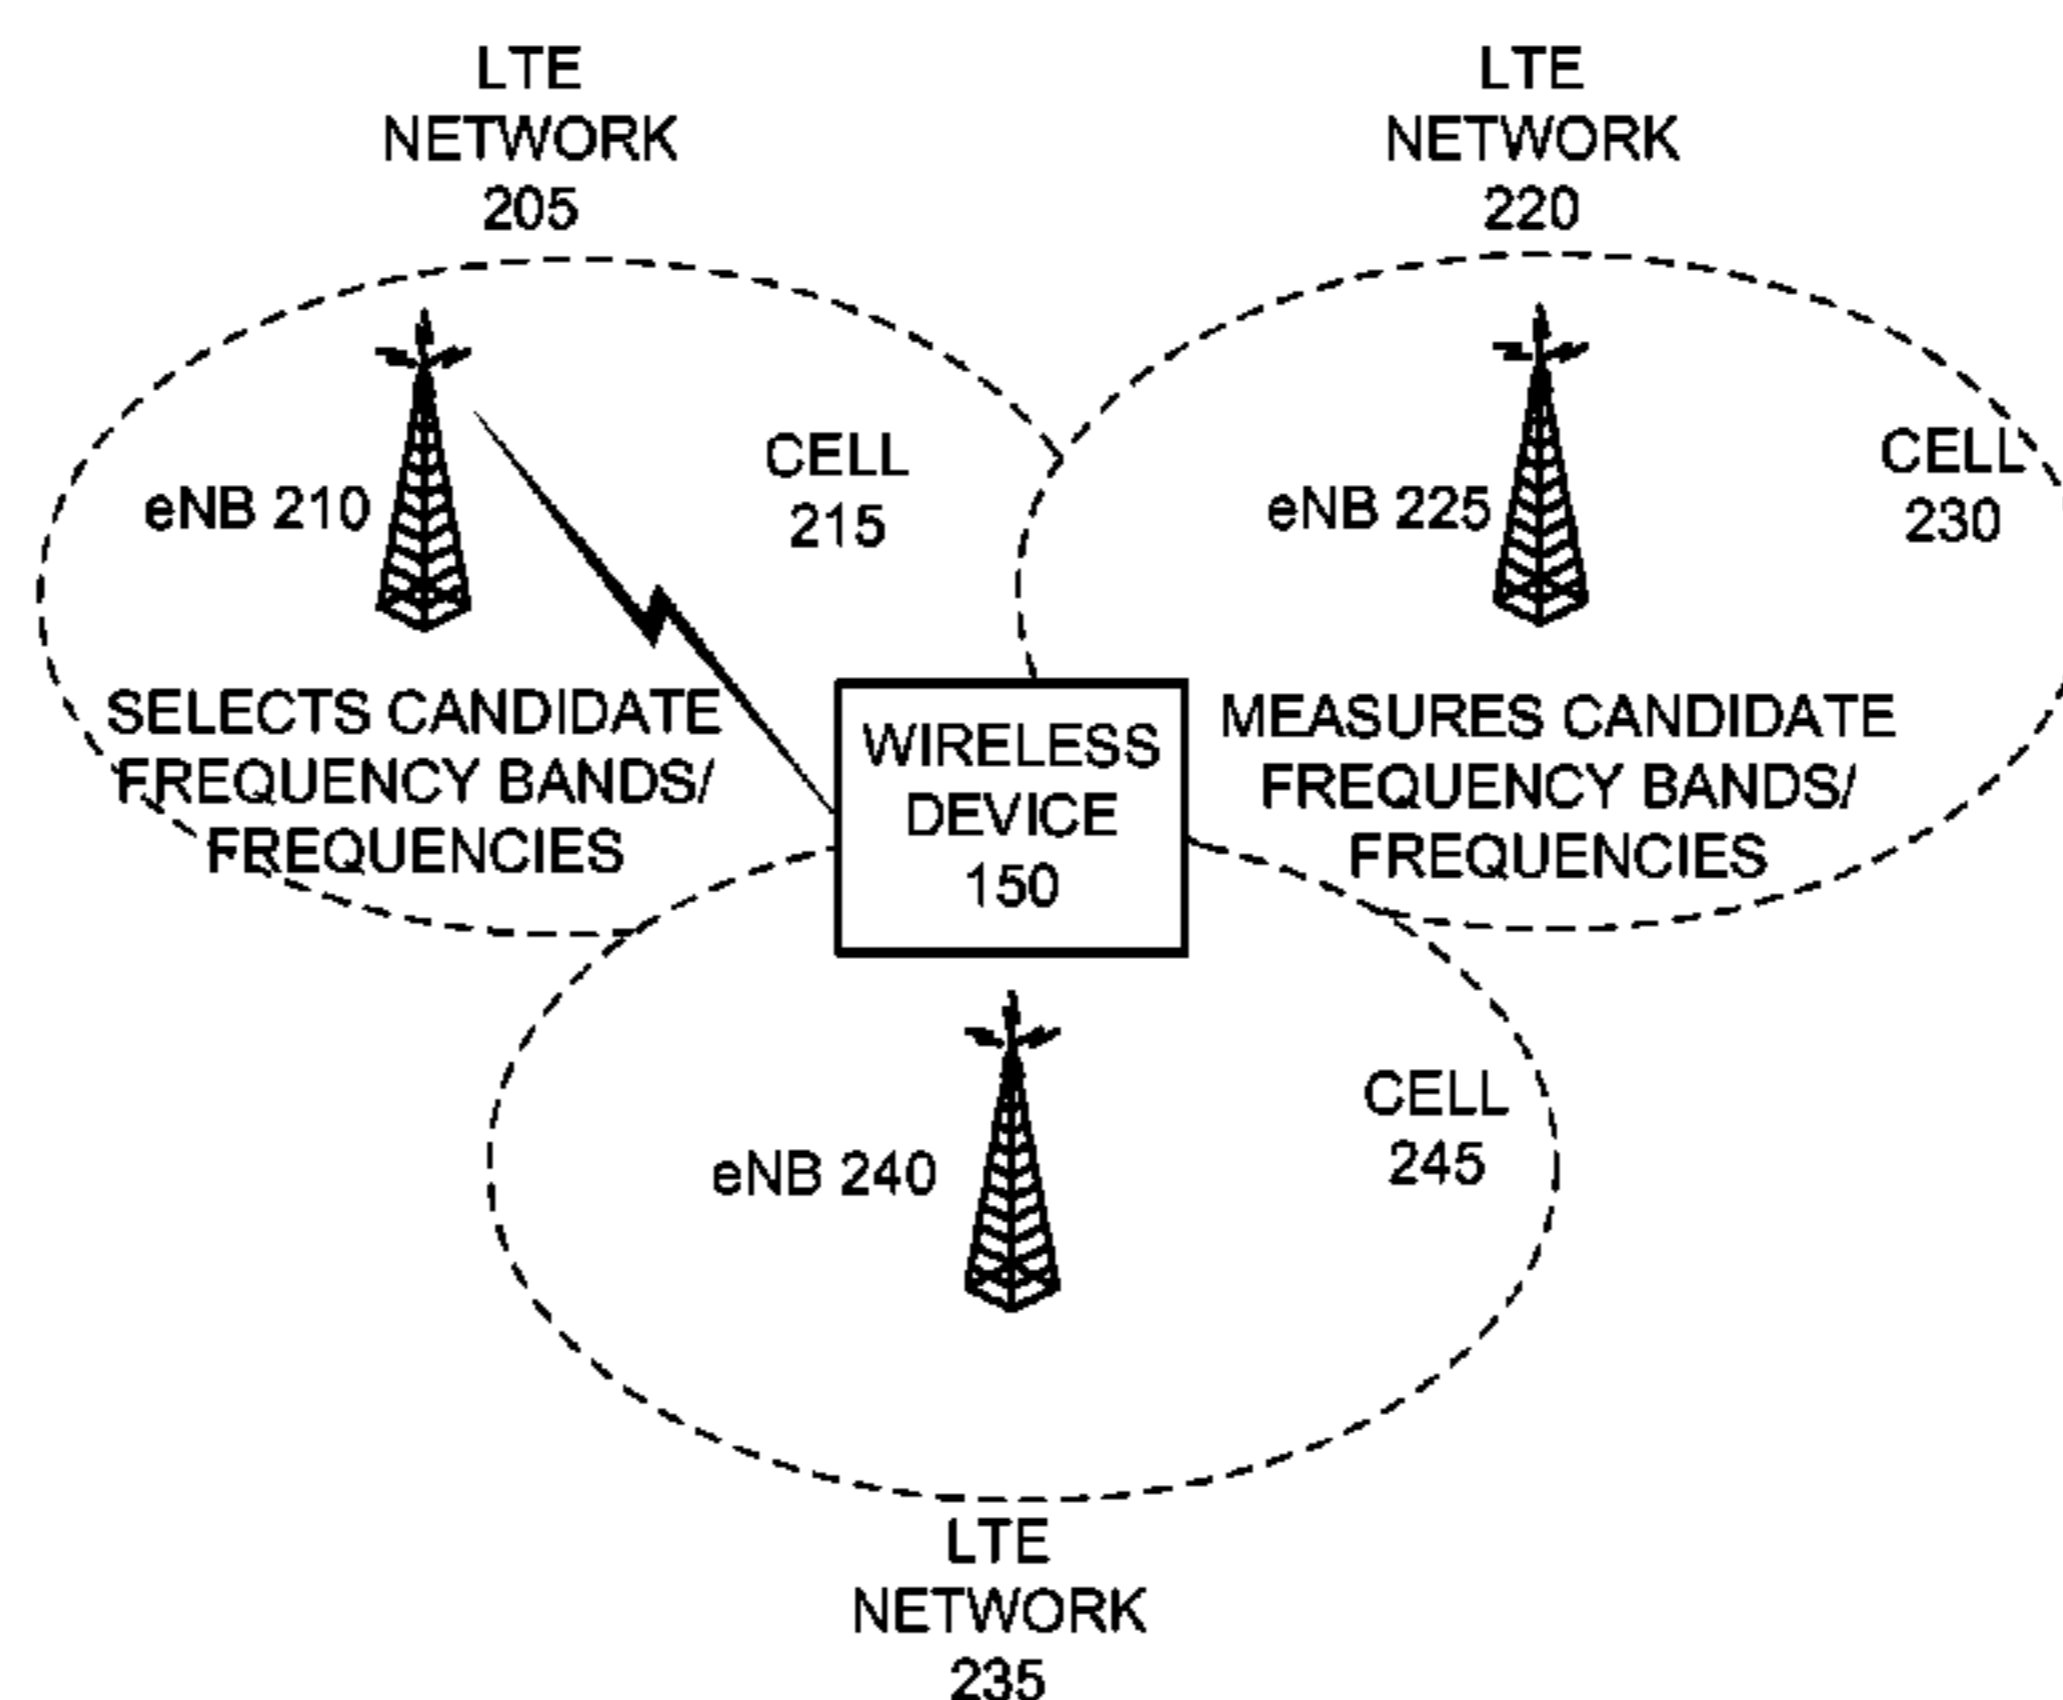 LTE
NETWORK
205
LTE
NETWORK
220
CELL
215
eNB 210
CELL
230
eNB 225
SELECTS CANDIDATE
FREQUENCY BANDS/
FREQUENCIES
WIRELESS
DEVICE
150
MEASURES CANDIDATE
FREQUENCY BANDS/
FREQUENCIES
eNB 240
CELL
245
LTE
NETWORK
235